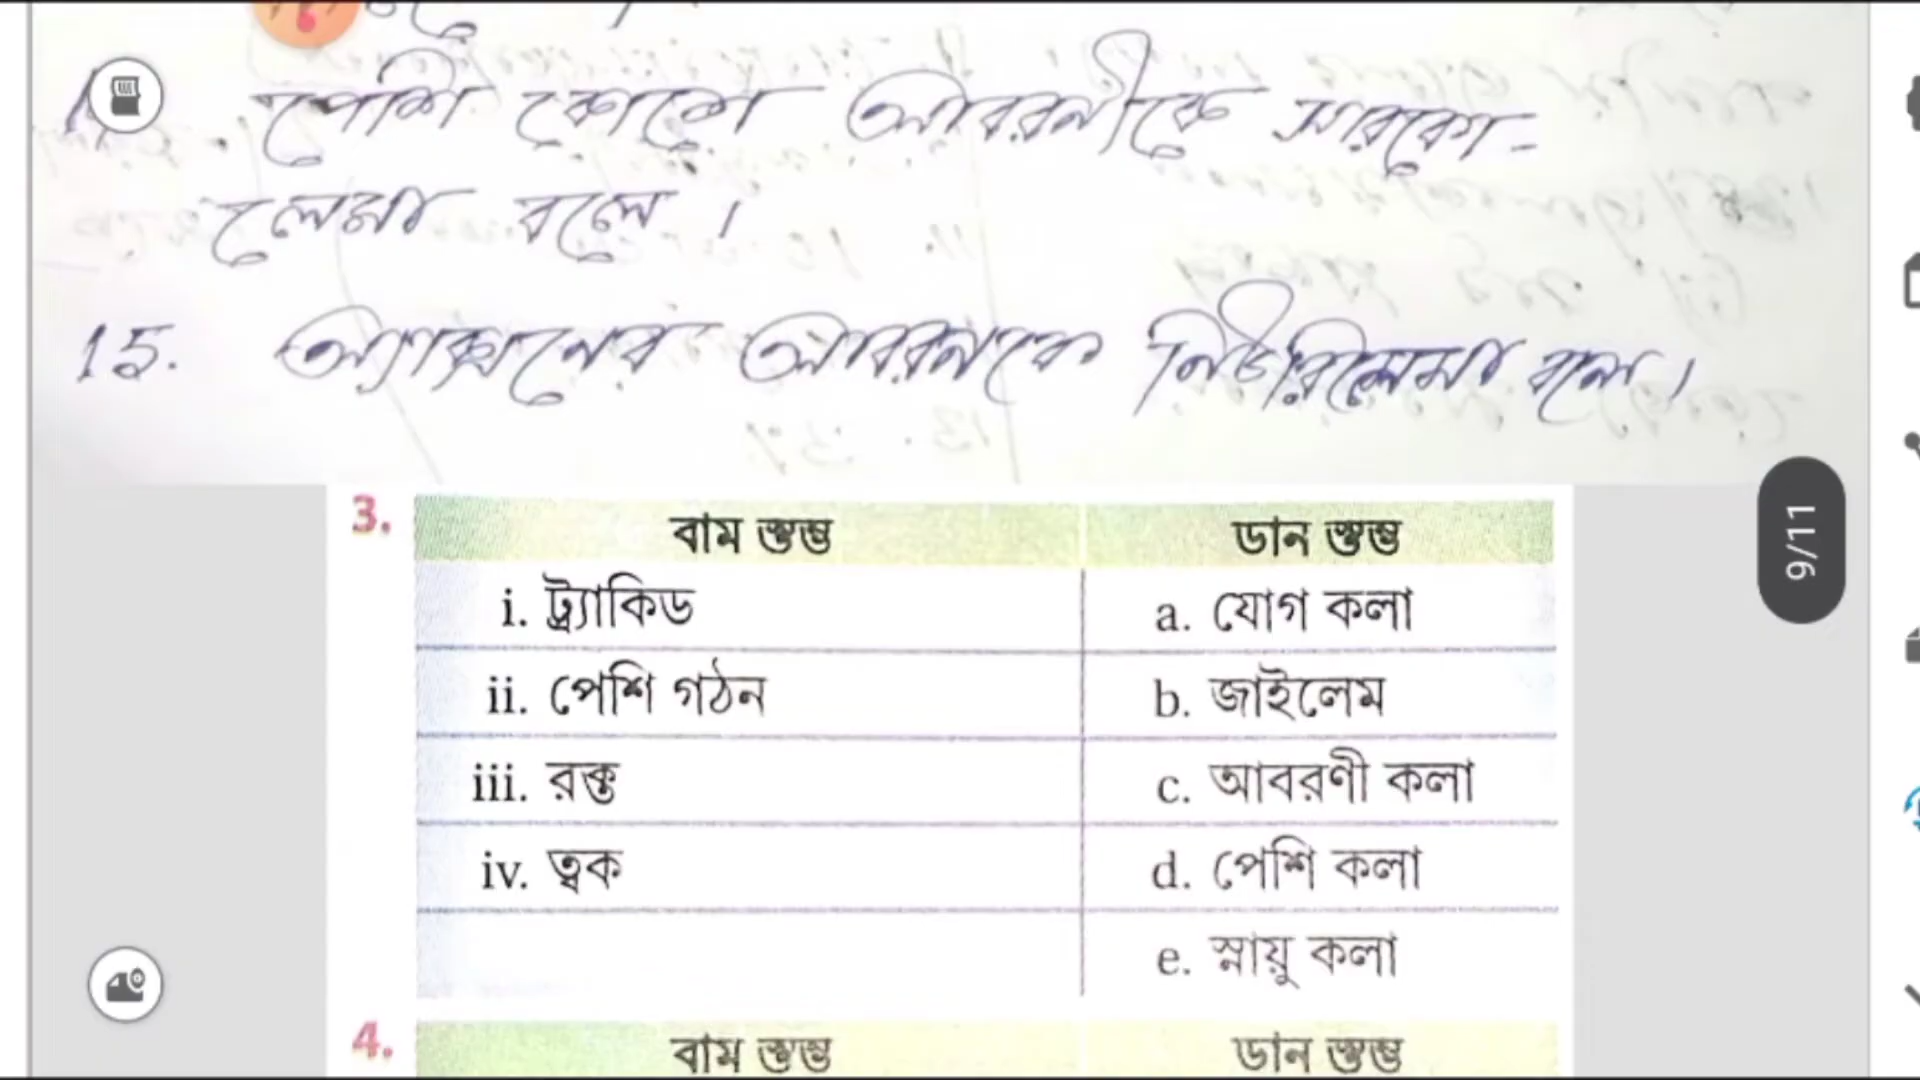 পেশি কোশে আবরণীকে সারকো-
লেমা বলে।
15. অ্যাক্সনের আবরনকে নিউরিলেমা বলে।
3. বাম স্তম্ভ ডান স্তম্ভ
i. ট্র্যাকিড a. যোগ কলা
ii. পেশি গঠন b. জাইলেম
iii. রক্ত c. আবরণী কলা
iv. ত্বক d. পেশি কলা
e. স্নায়ু কলা
4. বাম স্তম্ভ ডান স্তম্ভ
9/11